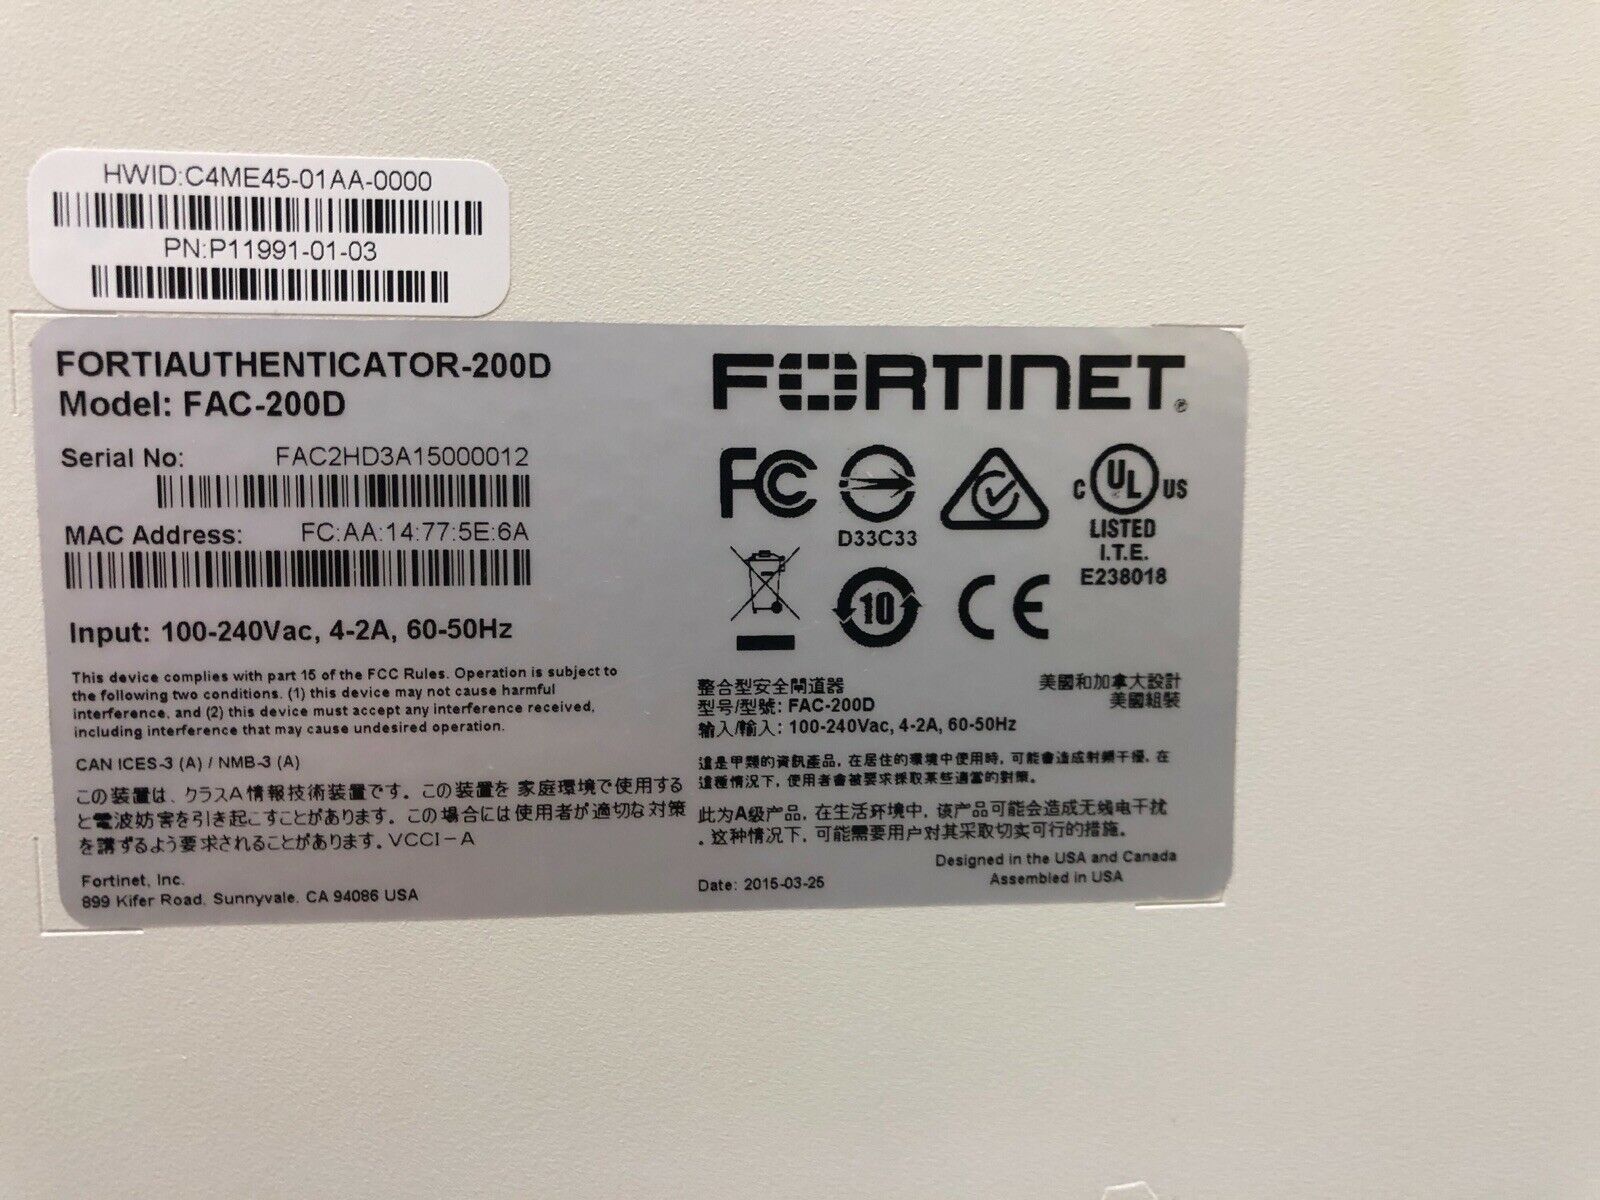 HWID:C4ME45-01AA-0000
PN:P11991-01-03
FORTIAUTHENTICATOR-200D
Model: FAC-200D
Serial No: FAC2HD3A15000012
MAC Address: FC:AA:14:77:5E:6A
Input: 100-240Vac, 4-2A, 60-50Hz
This device complies with part 15 of the FCC Rules. Operation is subject to
the following two conditions. (1) this device may not cause harmful
interference, and (2) this device must accept any interference received,
including interference that may cause undesired operation.
CAN ICES-3 (A) / NMB-3 (A)
この装置は、クラスA情報技術装置です。この装置を 家庭環境で使用する
と電波妨害を引き起こすことがあります。この場合には使用者が適切な対策
を講ずるよう要求されることがあります。VCCI-A
Fortinet, Inc.
899 Kifer Road. Sunnyvale. CA 94086 USA
FORTINET®
FC
D33C33
C UL US
LISTED
I.T.E.
E238018
10
CE
整合型安全閘道器
型号/型號: FAC-200D
输入/輸入: 100-240Vac, 4-2A, 60-50Hz
美國和加拿大設計
美國組裝
這是甲類的資訊產品，在居住的環境中使用時，可能會造成射頻干擾，在
這種情況下，使用者會被要求採取某些適當的對策。
此为A级产品，在生活环境中，该产品可能会造成无线电干扰
。这种情况下，可能需要用户对其采取切实可行的措施。
Designed in the USA and Canada
Assembled in USA
Date: 2015-03-25